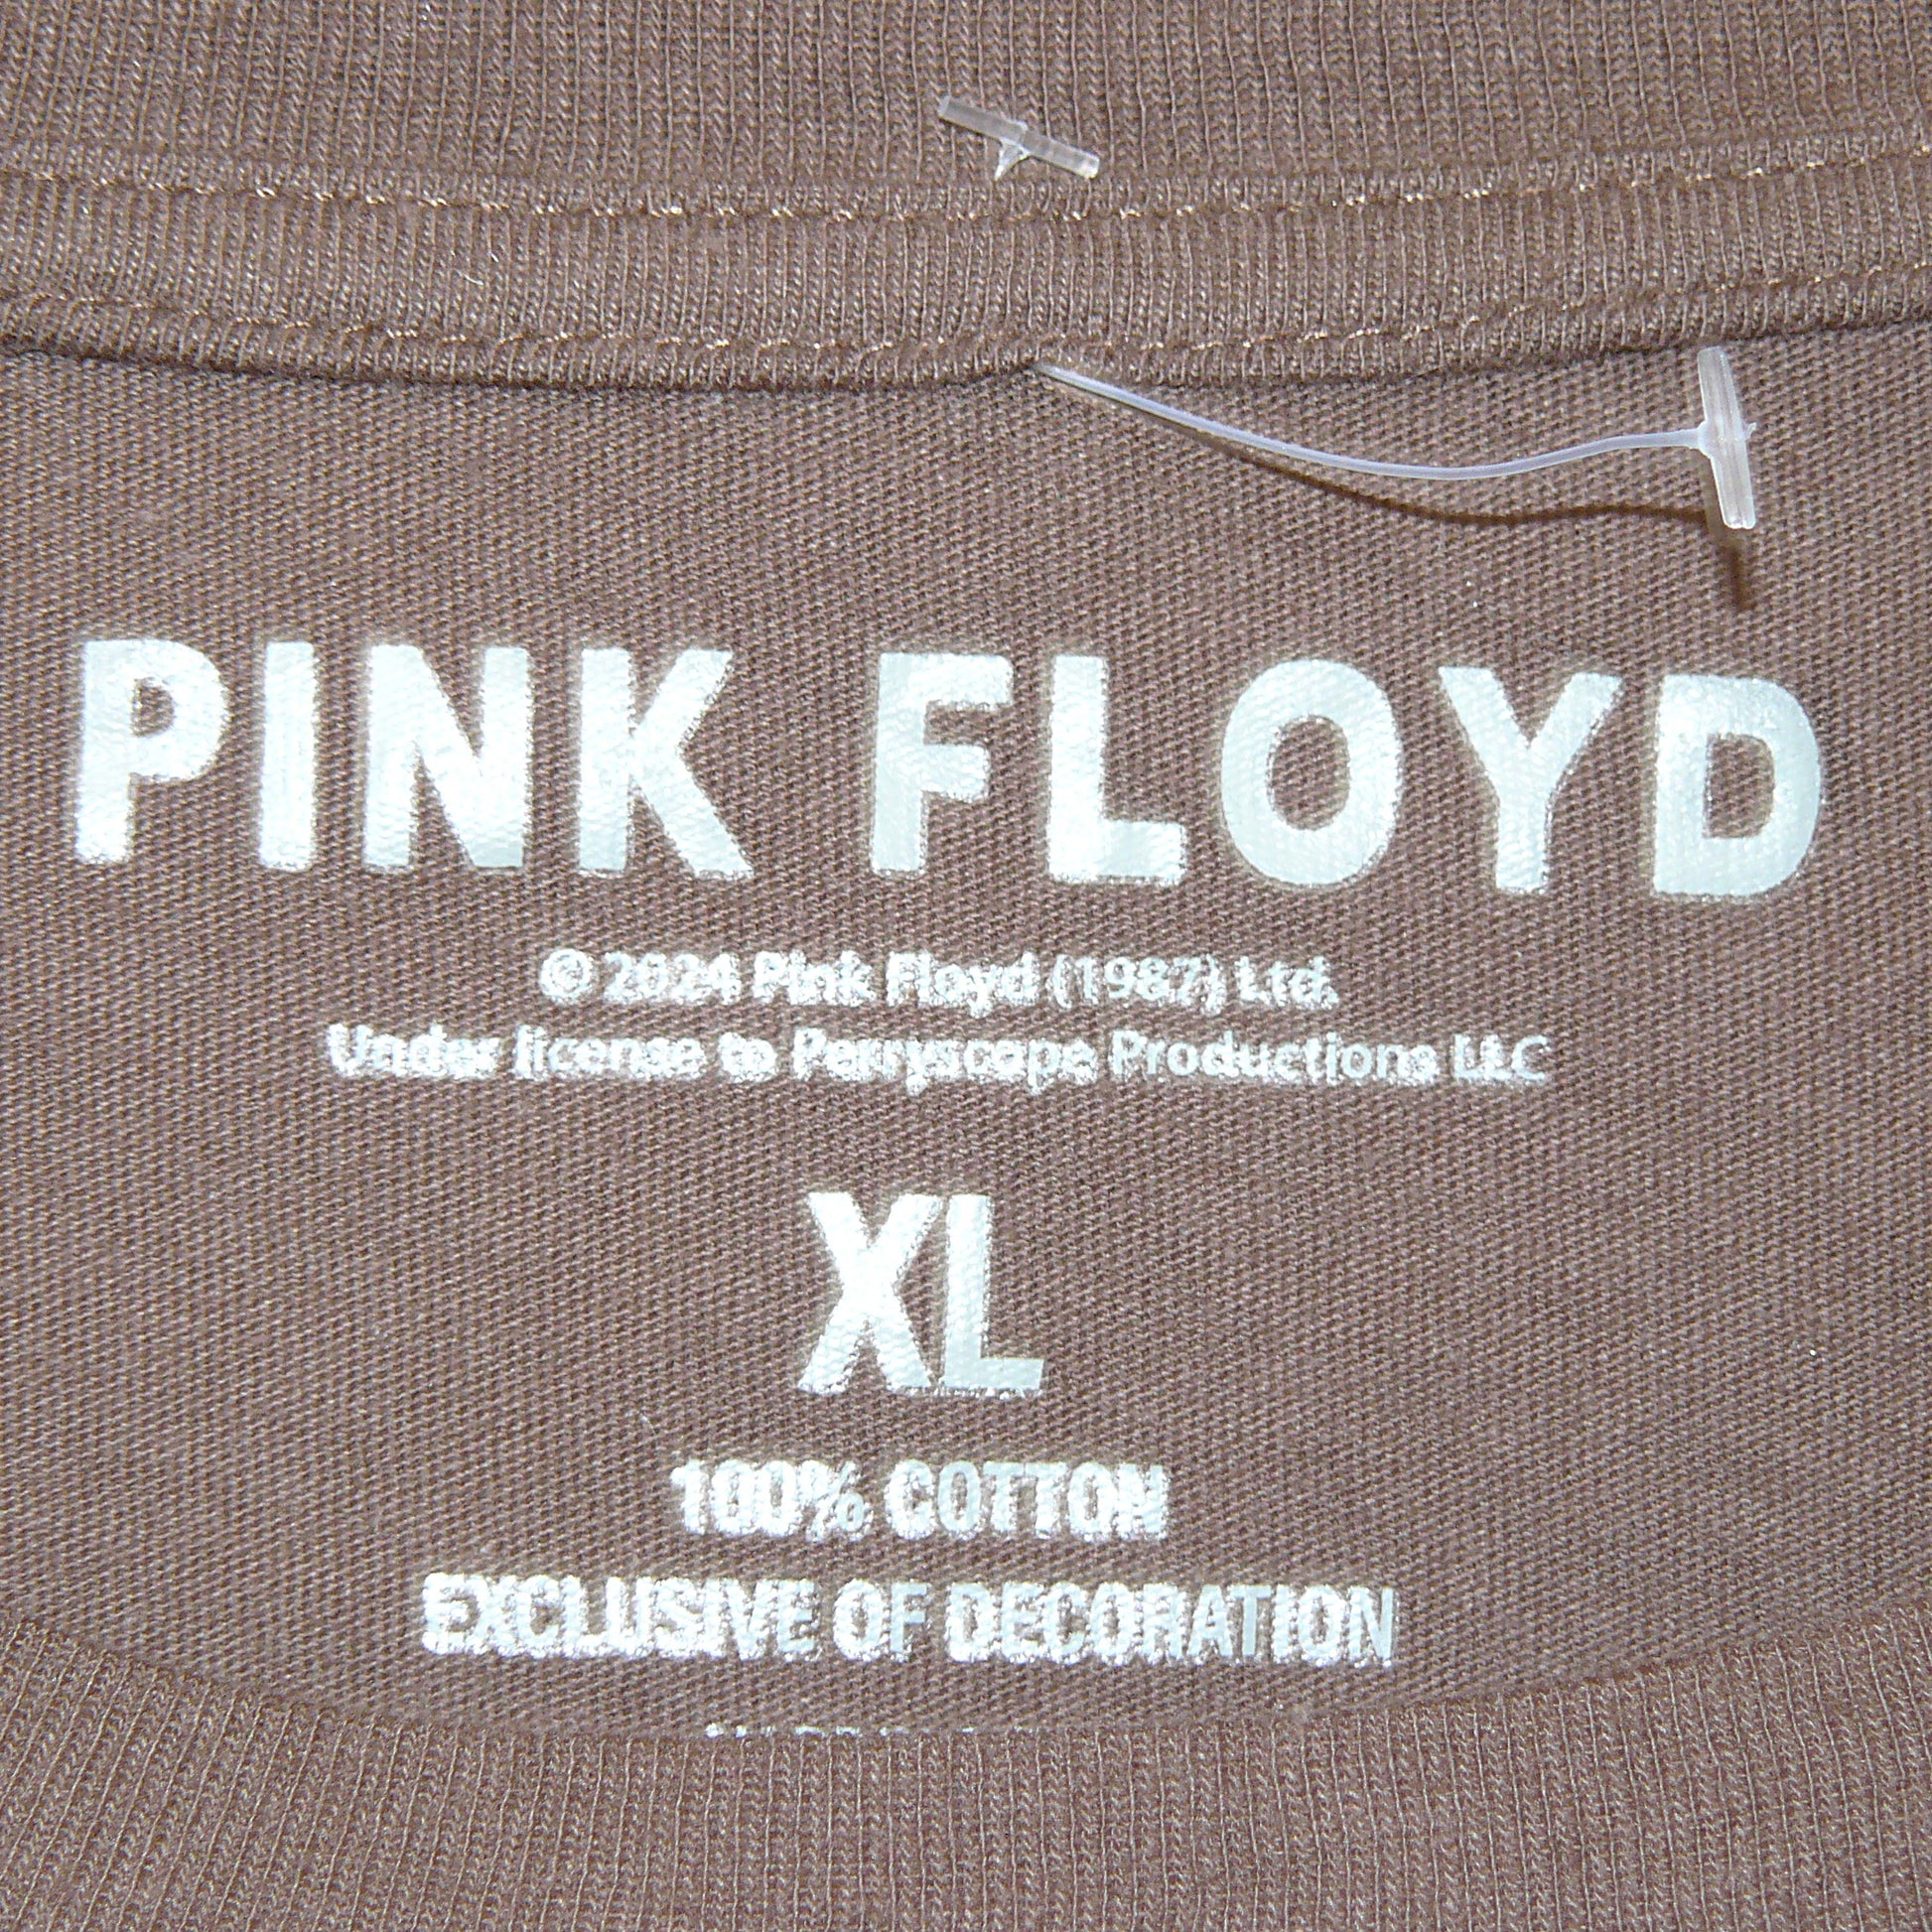 PINK FLOYD
© 2024 Pink Floyd (1987) Ltd.
Under license to Perryscope Productions LLC
XL
100% COTTON
EXCLUSIVE OF DECORATION